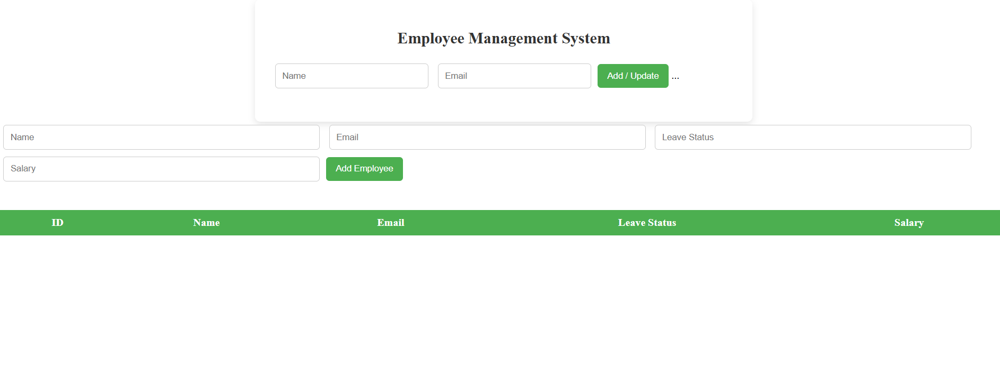 Employee Management System
Name Email Add / Update ...
Name Email Leave Status
Salary Add Employee
ID Name Email Leave Status Salary